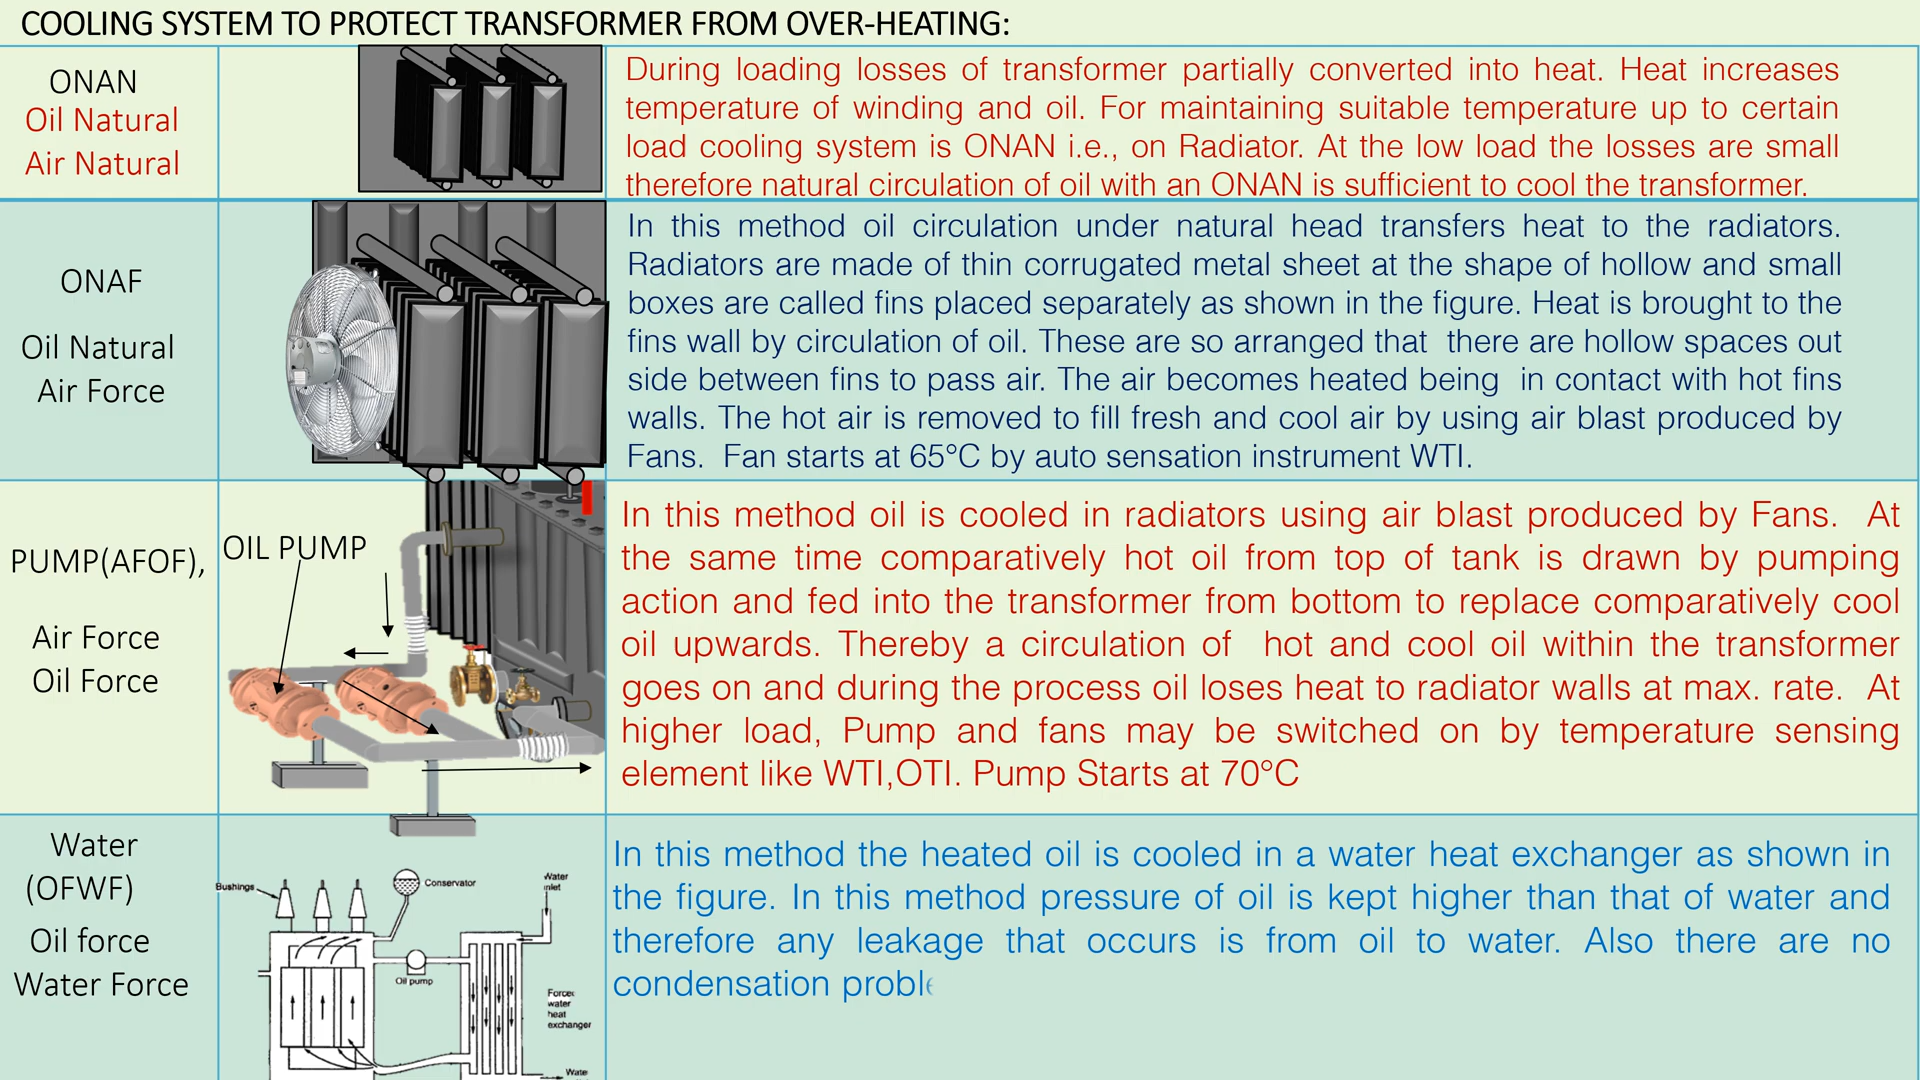 COOLING SYSTEM TO PROTECT TRANSFORMER FROM OVER-HEATING:
ONAN
Oil Natural
Air Natural
During loading losses of transformer partially converted into heat. Heat increases
temperature of winding and oil. For maintaining suitable temperature up to certain
load cooling system is ONAN i.e., on Radiator. At the low load the losses are small
therefore natural circulation of oil with an ONAN is sufficient to cool the transformer.
ONAF
Oil Natural
Air Force
In this method oil circulation under natural head transfers heat to the radiators.
Radiators are made of thin corrugated metal sheet at the shape of hollow and small
boxes are called fins placed separately as shown in the figure. Heat is brought to the
fins wall by circulation of oil. These are so arranged that there are hollow spaces out
side between fins to pass air. The air becomes heated being in contact with hot fins
walls. The hot air is removed to fill fresh and cool air by using air blast produced by
Fans. Fan starts at 65°C by auto sensation instrument WTI.
PUMP(AFOF),
Air Force
Oil Force
OIL PUMP
In this method oil is cooled in radiators using air blast produced by Fans. At
the same time comparatively hot oil from top of tank is drawn by pumping
action and fed into the transformer from bottom to replace comparatively cool
oil upwards. Thereby a circulation of hot and cool oil within the transformer
goes on and during the process oil loses heat to radiator walls at max. rate. At
higher load, Pump and fans may be switched on by temperature sensing
element like WTI,OTI. Pump Starts at 70°C
Water
(OFWF)
Oil force
Water Force
Bushings
Conservator
Water
inlet
Oil pump
Forced
water
heat
exchanger
Water
In this method the heated oil is cooled in a water heat exchanger as shown in
the figure. In this method pressure of oil is kept higher than that of water and
therefore any leakage that occurs is from oil to water. Also there are no
condensation proble